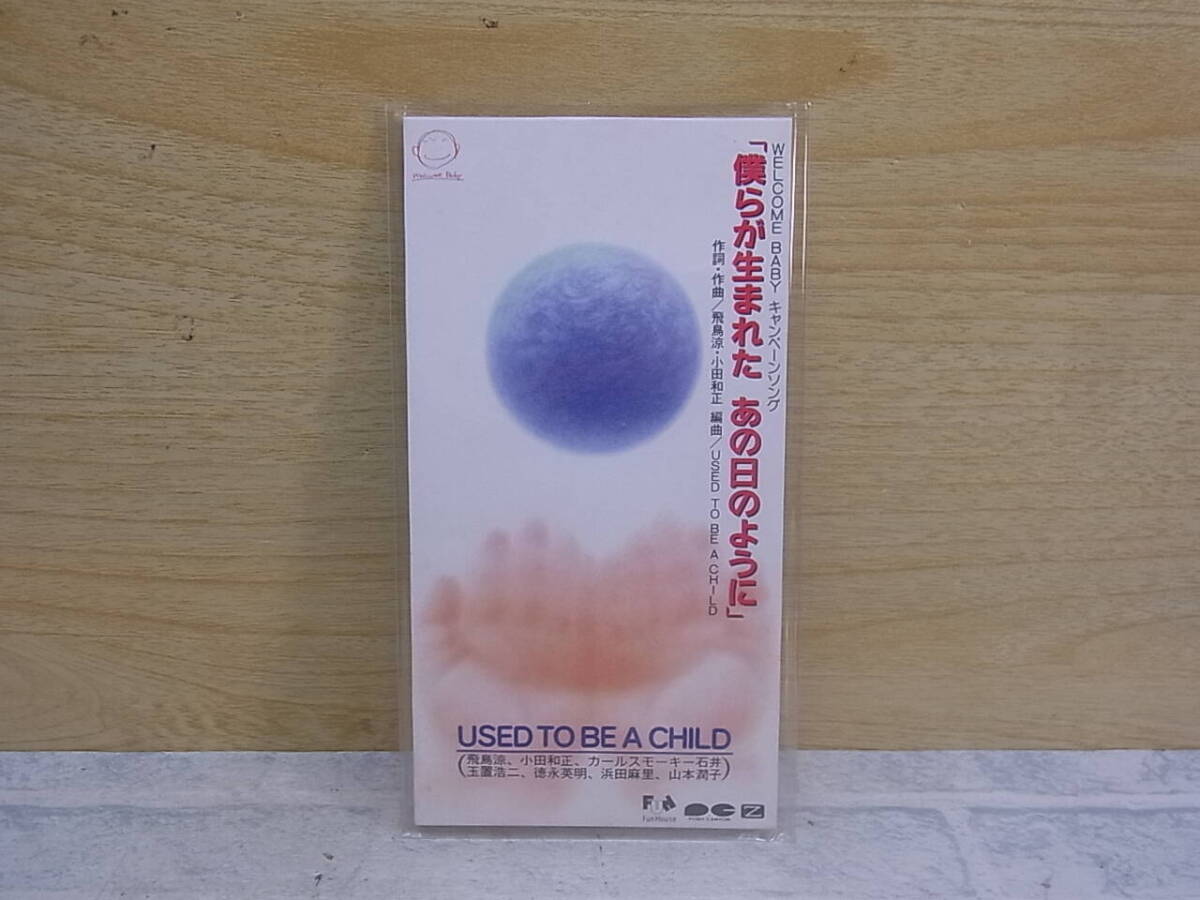 Welcome Baby
WELCOME BABY キャンペーンソング
「僕らが生まれた あの日のように」
作詞・作曲／飛鳥涼・小田和正 編曲／USED TO BE A CHILD
USED TO BE A CHILD
(飛鳥涼、小田和正、カールスモーキー石井
玉置浩二、徳永英明、浜田麻里、山本潤子)
FUN
FunHouse
PC
PONY CANYON
Z